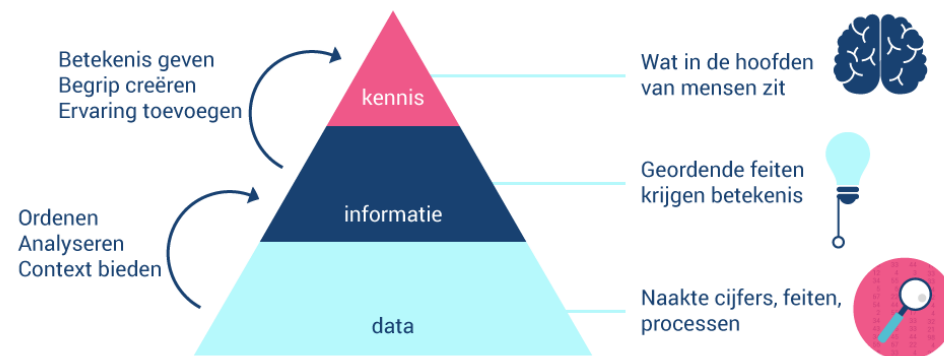 Betekenis geven
Begrip creëren
Ervaring toevoegen
kennis
Wat in de hoofden
van mensen zit
Ordenen
Analyseren
Context bieden
informatie
Geordende feiten
krijgen betekenis
data
Naakte cijfers, feiten,
processen